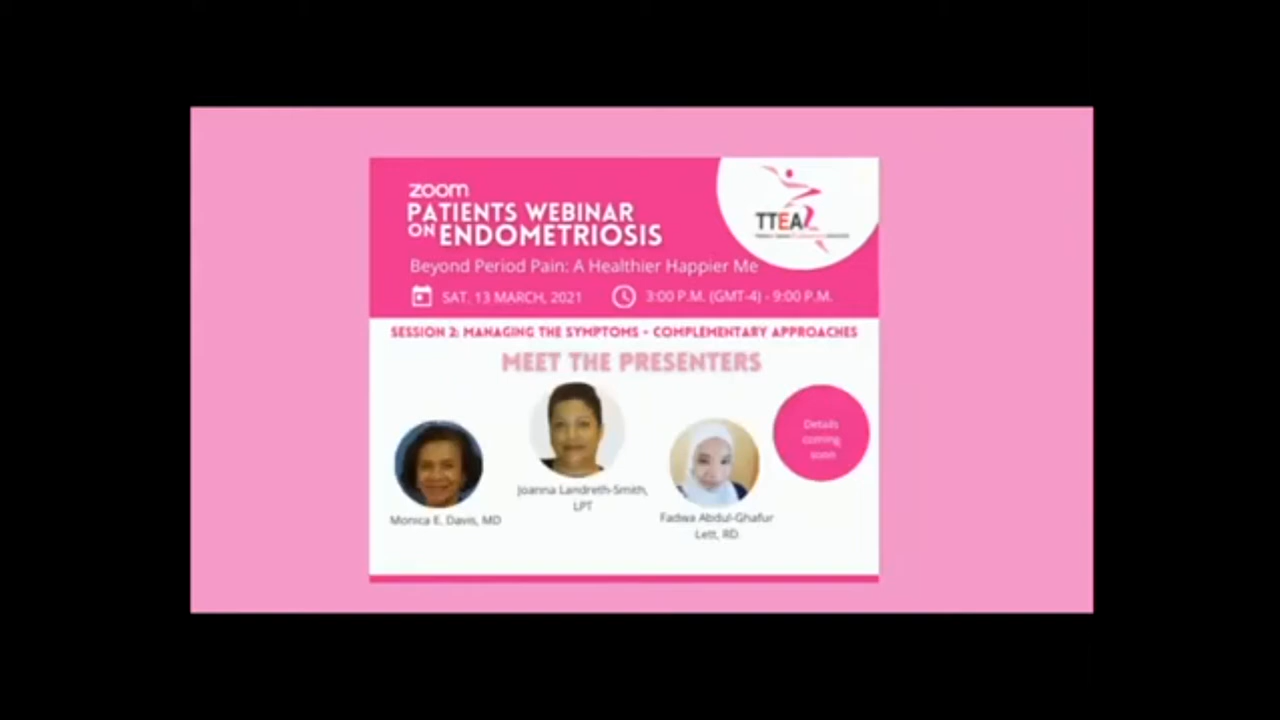 zoom
PATIENTS WEBINAR
ON ENDOMETRIOSIS
Beyond Period Pain: A Healthier Happier Me
SAT. 13 MARCH, 2021
3:00 P.M. (GMT-4) - 9:00 P.M.
TTEA
SESSION 2: MANAGING THE SYMPTOMS - COMPLEMENTARY APPROACHES
MEET THE PRESENTERS
Monica E. Davis, MD
Joanna Landreth-Smith,
LPT
Fadwa Abdul-Ghafur
Lett, RD
Details
coming
soon